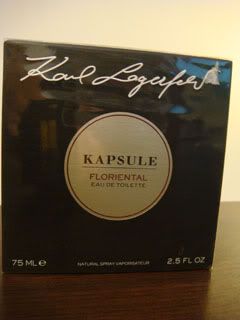 Karl Lagerfeld
KAPSULE
FLORIENTAL
EAU DE TOILETTE
75 ML ℮ 2.5 FL OZ
NATURAL SPRAY VAPORISATEUR